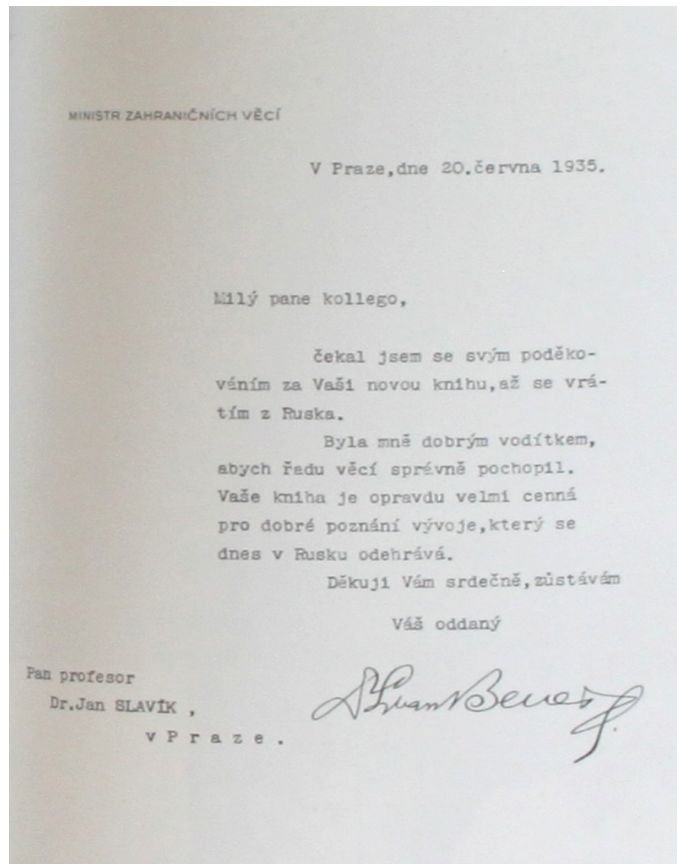 MINISTR ZAHRANIČNÍCH VĚCÍ
V Praze,dne 20.června 1935.
Milý pane kollego,
čekal jsem se svým poděko-
váním za Vaši novou knihu,až se vrá-
tím z Ruska.
Byla mně dobrým vodítkem,
abych řadu věcí správně pochopil.
Vaše kniha je opravdu velmi cenná
pro dobré poznání vývoje,který se
dnes v Rusku odehrává.
Děkuji Vám srdečně,zůstávám
Váš oddaný
Pan profesor
Dr.Jan SLAVÍK ,
v P r a z e .